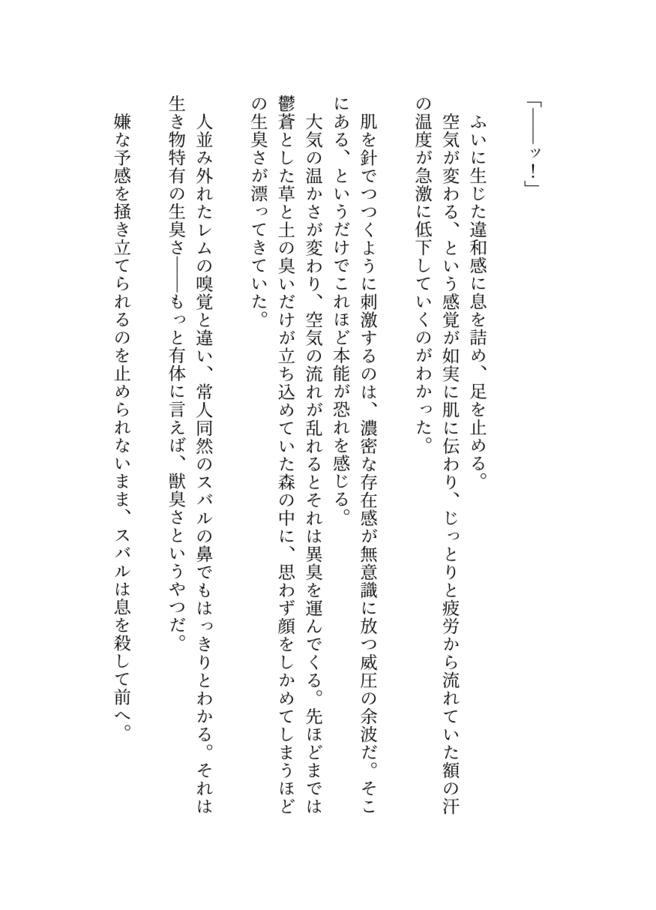 「――ッ！」
ふいに生じた違和感に息を詰め、足を止める。
空気が変わる、という感覚が如実に肌に伝わり、じっとりと疲労から流れていた額の汗
の温度が急激に低下していくのがわかった。
肌を針でつつくように刺激するのは、濃密な存在感が無意識に放つ威圧の余波だ。そこ
にある、というだけでこれほど本能が恐れを感じる。
大気の温かさが変わり、空気の流れが乱れるとそれは異臭を運んでくる。先ほどまでは
鬱蒼とした草と土の臭いだけが立ち込めていた森の中に、思わず顔をしかめてしまうほど
の生臭さが漂ってきていた。
人並み外れたレムの嗅覚と違い、常人同然のスバルの鼻でもはっきりとわかる。それは
生き物特有の生臭さ――もっと有体に言えば、獣臭さというやつだ。
嫌な予感を掻き立てられるのを止められないまま、スバルは息を殺して前へ。